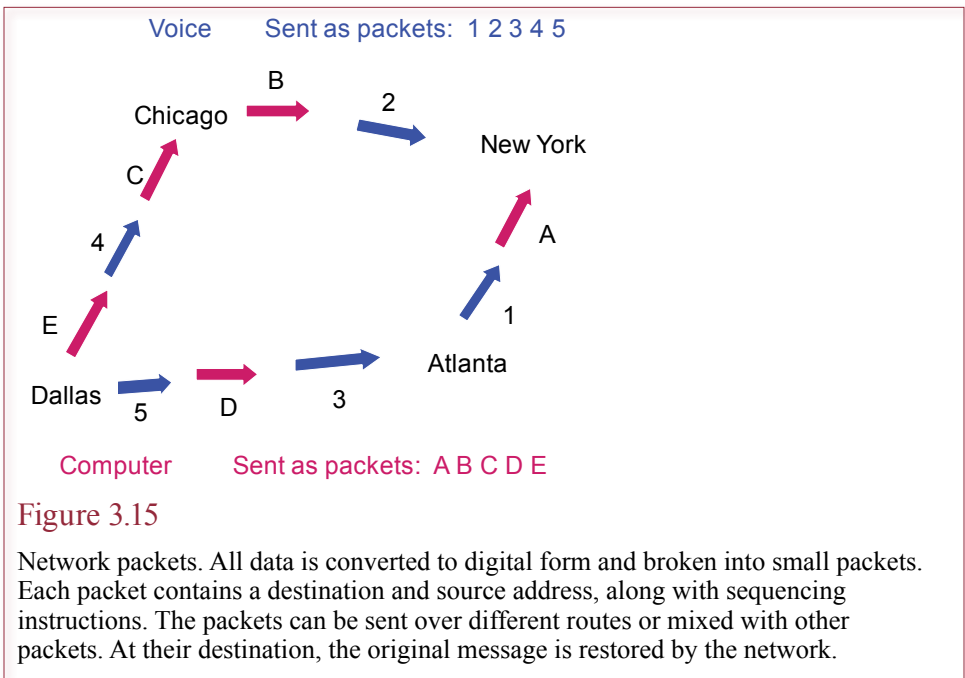 Voice Sent as packets: 1 2 3 4 5
B
2
Chicago
New York
C
A
4
1
E
Atlanta
Dallas
5
D
3
Computer Sent as packets: A B C D E
Figure 3.15
Network packets. All data is converted to digital form and broken into small packets.
Each packet contains a destination and source address, along with sequencing
instructions. The packets can be sent over different routes or mixed with other
packets. At their destination, the original message is restored by the network.